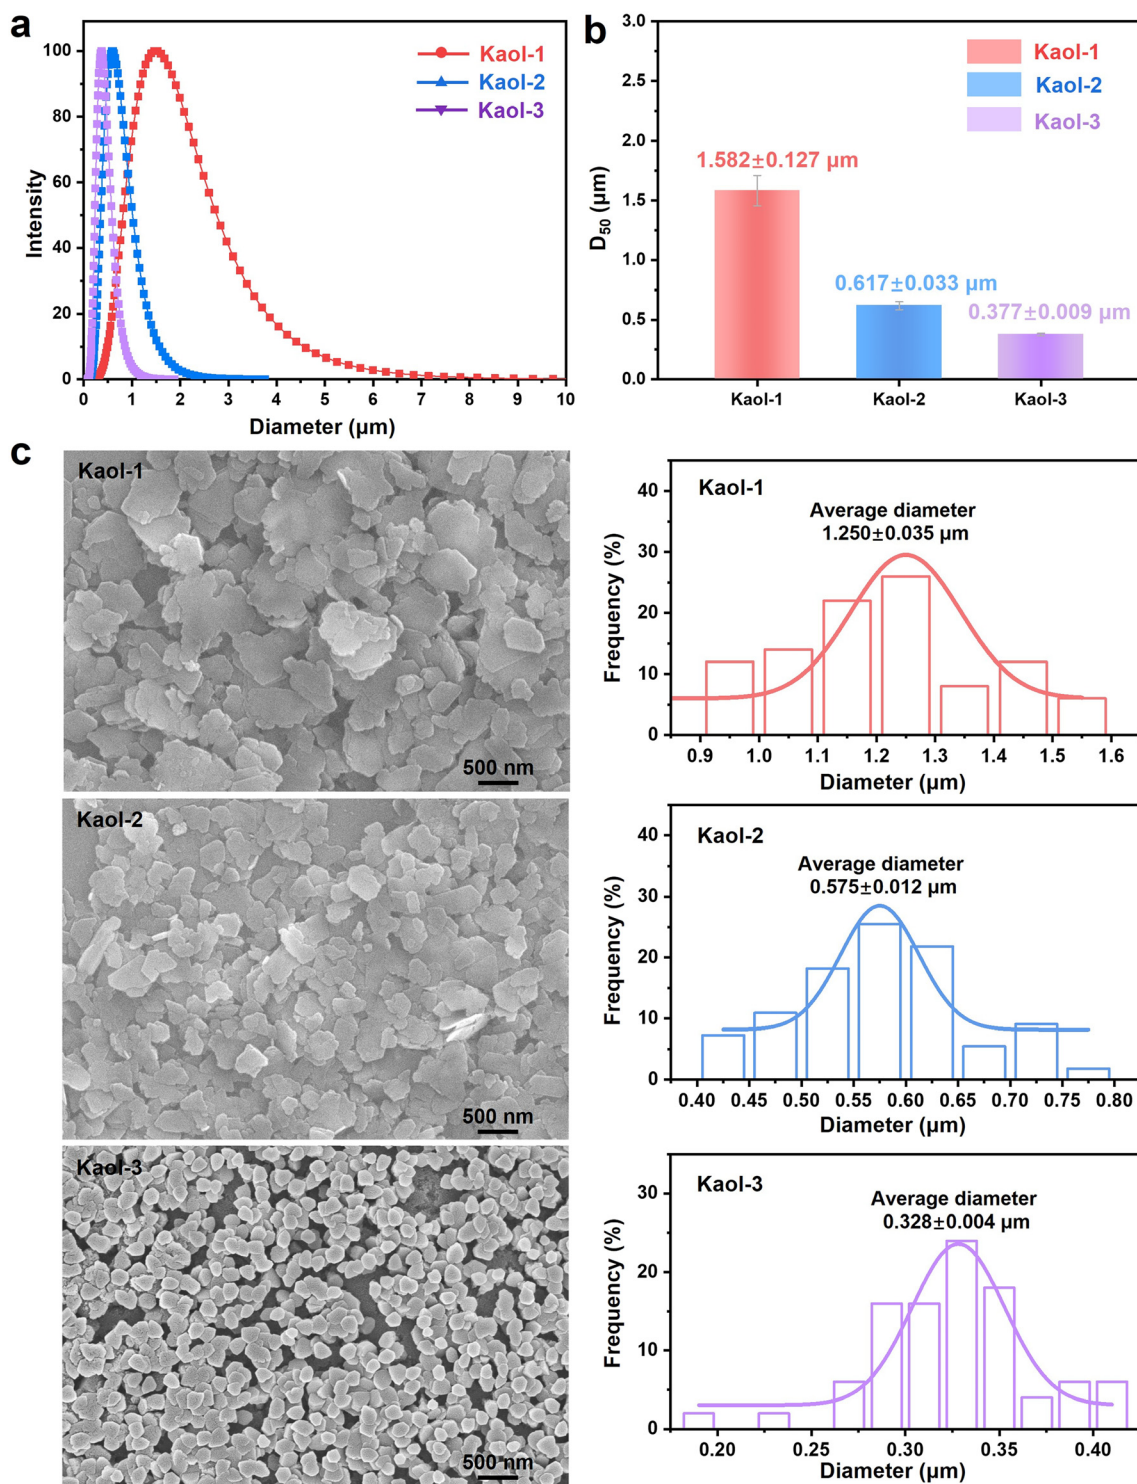 a
100
80
60
40
20
0
Intensity
0 1 2 3 4 5 6 7 8 9 10
Diameter (μm)
Kaol-1
Kaol-2
Kaol-3
b
3.0
2.5
2.0
1.5
1.0
0.5
0.0
D50 (μm)
Kaol-1
Kaol-2
Kaol-3
1.582±0.127 μm
0.617±0.033 μm
0.377±0.009 μm
Kaol-1 Kaol-2 Kaol-3
c
Kaol-1
500 nm
Kaol-1
Average diameter
1.250±0.035 μm
40
30
20
10
0
Frequency (%)
0.9 1.0 1.1 1.2 1.3 1.4 1.5 1.6
Diameter (μm)
Kaol-2
500 nm
Kaol-2
Average diameter
0.575±0.012 μm
40
30
20
10
0
Frequency (%)
0.40 0.45 0.50 0.55 0.60 0.65 0.70 0.75 0.80
Diameter (μm)
Kaol-3
500 nm
Kaol-3
Average diameter
0.328±0.004 μm
30
20
10
0
Frequency (%)
0.20 0.25 0.30 0.35 0.40
Diameter (μm)